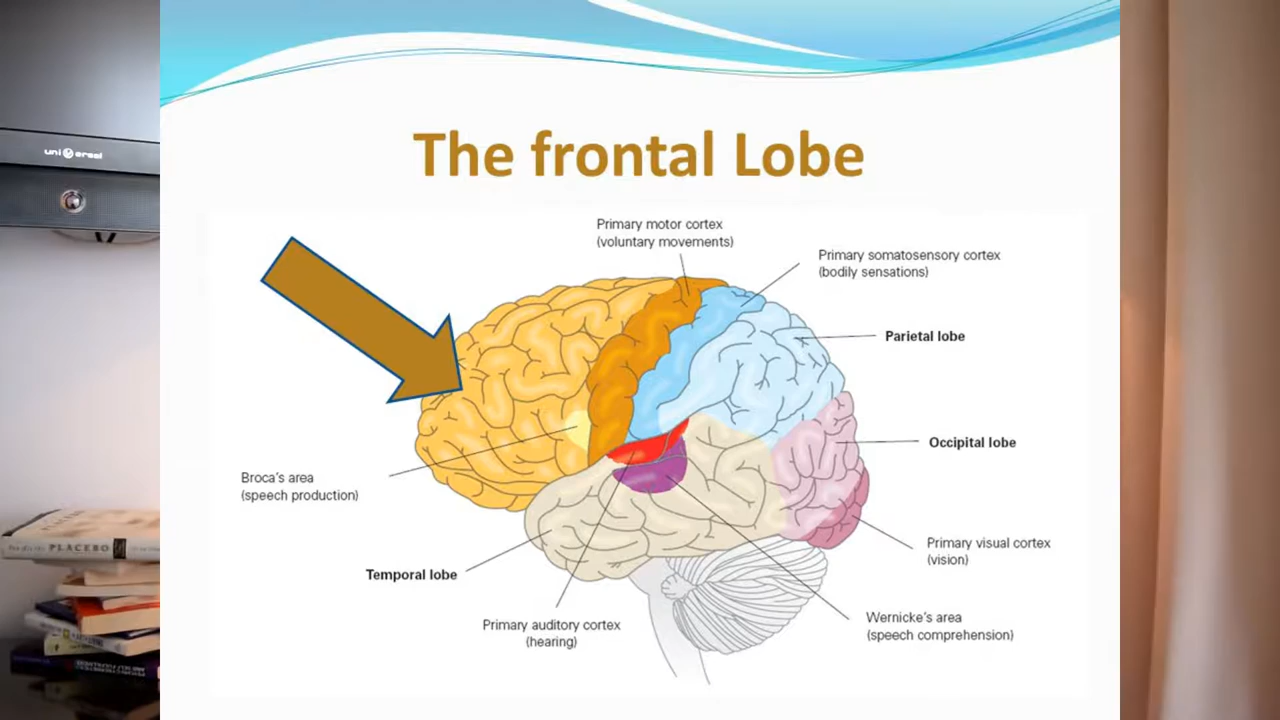 The frontal Lobe
Primary motor cortex
(voluntary movements)
Primary somatosensory cortex
(bodily sensations)
Parietal lobe
Occipital lobe
Broca's area
(speech production)
Primary visual cortex
(vision)
Temporal lobe
Wernicke's area
(speech comprehension)
Primary auditory cortex
(hearing)
universal
PLACEBO